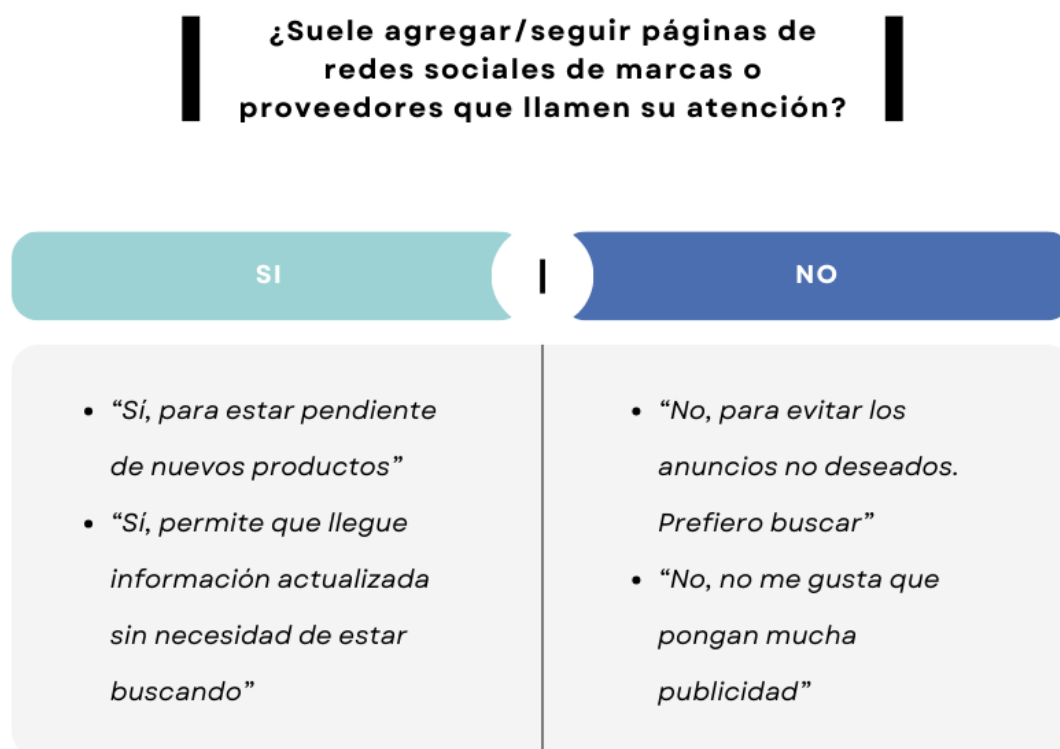 ¿Suele agregar/seguir páginas de
redes sociales de marcas o
proveedores que llamen su atención?
SI
NO
• “Sí, para estar pendiente
de nuevos productos”
• “Sí, permite que llegue
información actualizada
sin necesidad de estar
buscando”
• “No, para evitar los
anuncios no deseados.
Prefiero buscar”
• “No, no me gusta que
pongan mucha
publicidad”